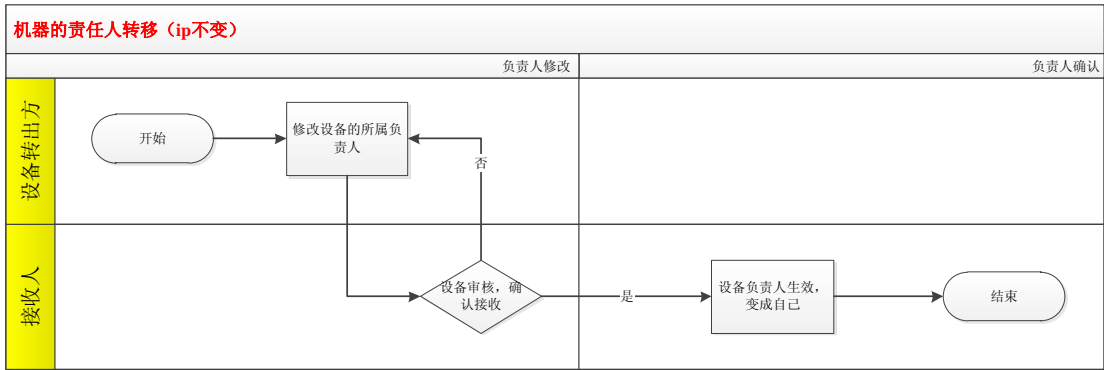 机器的责任人转移（ip不变）
负责人修改
负责人确认
设备转出方
开始
修改设备的所属负
责人
否
接收人
设备审核，确
认接收
是
设备负责人生效，
变成自己
结束